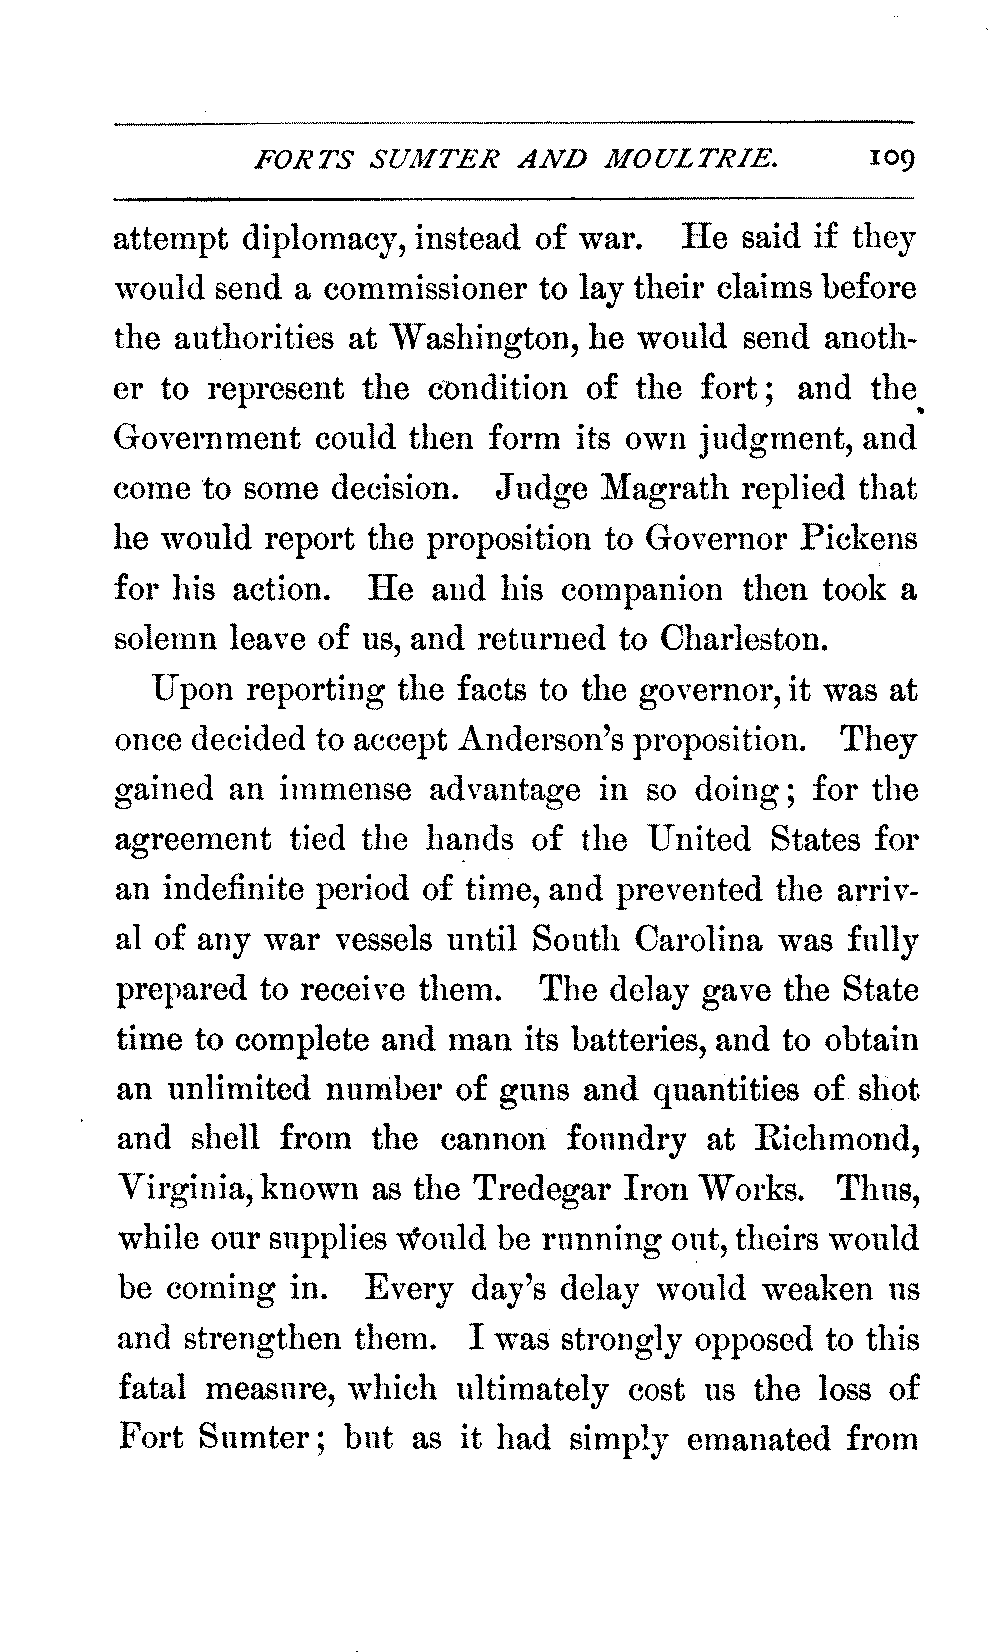 FORTS SUMTER AND MOULTRIE. 109
attempt diplomacy, instead of war. He said if they
would send a commissioner to lay their claims before
the authorities at Washington, he would send anoth-
er to represent the condition of the fort; and the
Government could then form its own judgment, and
come to some decision. Judge Magrath replied that
he would report the proposition to Governor Pickens
for his action. He and his companion then took a
solemn leave of us, and returned to Charleston.
Upon reporting the facts to the governor, it was at
once decided to accept Anderson's proposition. They
gained an immense advantage in so doing; for the
agreement tied the hands of the United States for
an indefinite period of time, and prevented the arriv-
al of any war vessels until South Carolina was fully
prepared to receive them. The delay gave the State
time to complete and man its batteries, and to obtain
an unlimited number of guns and quantities of shot
and shell from the cannon foundry at Richmond,
Virginia, known as the Tredegar Iron Works. Thus,
while our supplies would be running out, theirs would
be coming in. Every day's delay would weaken us
and strengthen them. I was strongly opposed to this
fatal measure, which ultimately cost us the loss of
Fort Sumter; but as it had simply emanated from